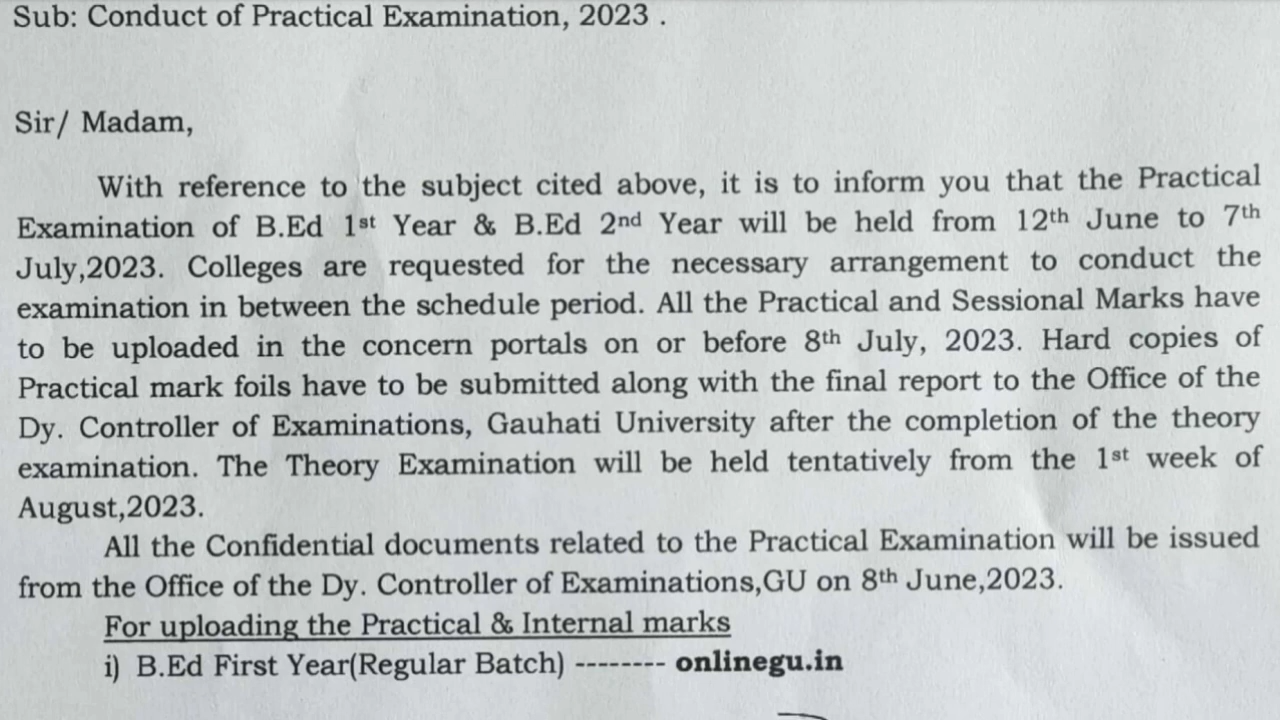 Sub: Conduct of Practical Examination, 2023 .
Sir/ Madam,
With reference to the subject cited above, it is to inform you that the Practical
Examination of B.Ed 1st Year & B.Ed 2nd Year will be held from 12th June to 7th
July,2023. Colleges are requested for the necessary arrangement to conduct the
examination in between the schedule period. All the Practical and Sessional Marks have
to be uploaded in the concern portals on or before 8th July, 2023. Hard copies of
Practical mark foils have to be submitted along with the final report to the Office of the
Dy. Controller of Examinations, Gauhati University after the completion of the theory
examination. The Theory Examination will be held tentatively from the 1st week of
August,2023.
All the Confidential documents related to the Practical Examination will be issued
from the Office of the Dy. Controller of Examinations,GU on 8th June,2023.
For uploading the Practical & Internal marks
i) B.Ed First Year(Regular Batch) -------- onlinegu.in